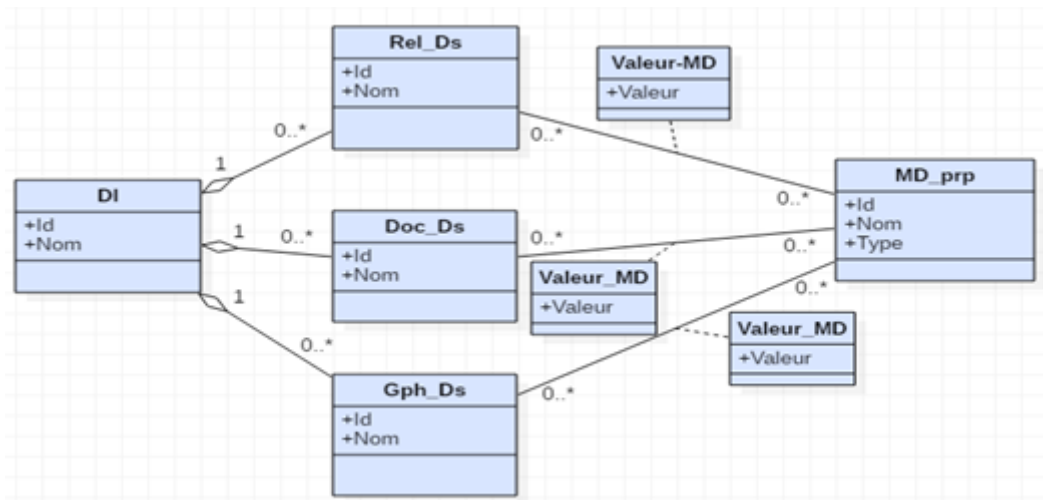 Rel_Ds
+Id
+Nom
Valeur-MD
+Valeur
0..*
0..*
1
MD_prp
+Id
+Nom
+Type
0..*
DI
+Id
+Nom
Doc_Ds
+Id
+Nom
1
0..*
0..*
0..*
Valeur_MD
+Valeur
0..*
1
Valeur_MD
+Valeur
0..*
Gph_Ds
+Id
+Nom
0..*